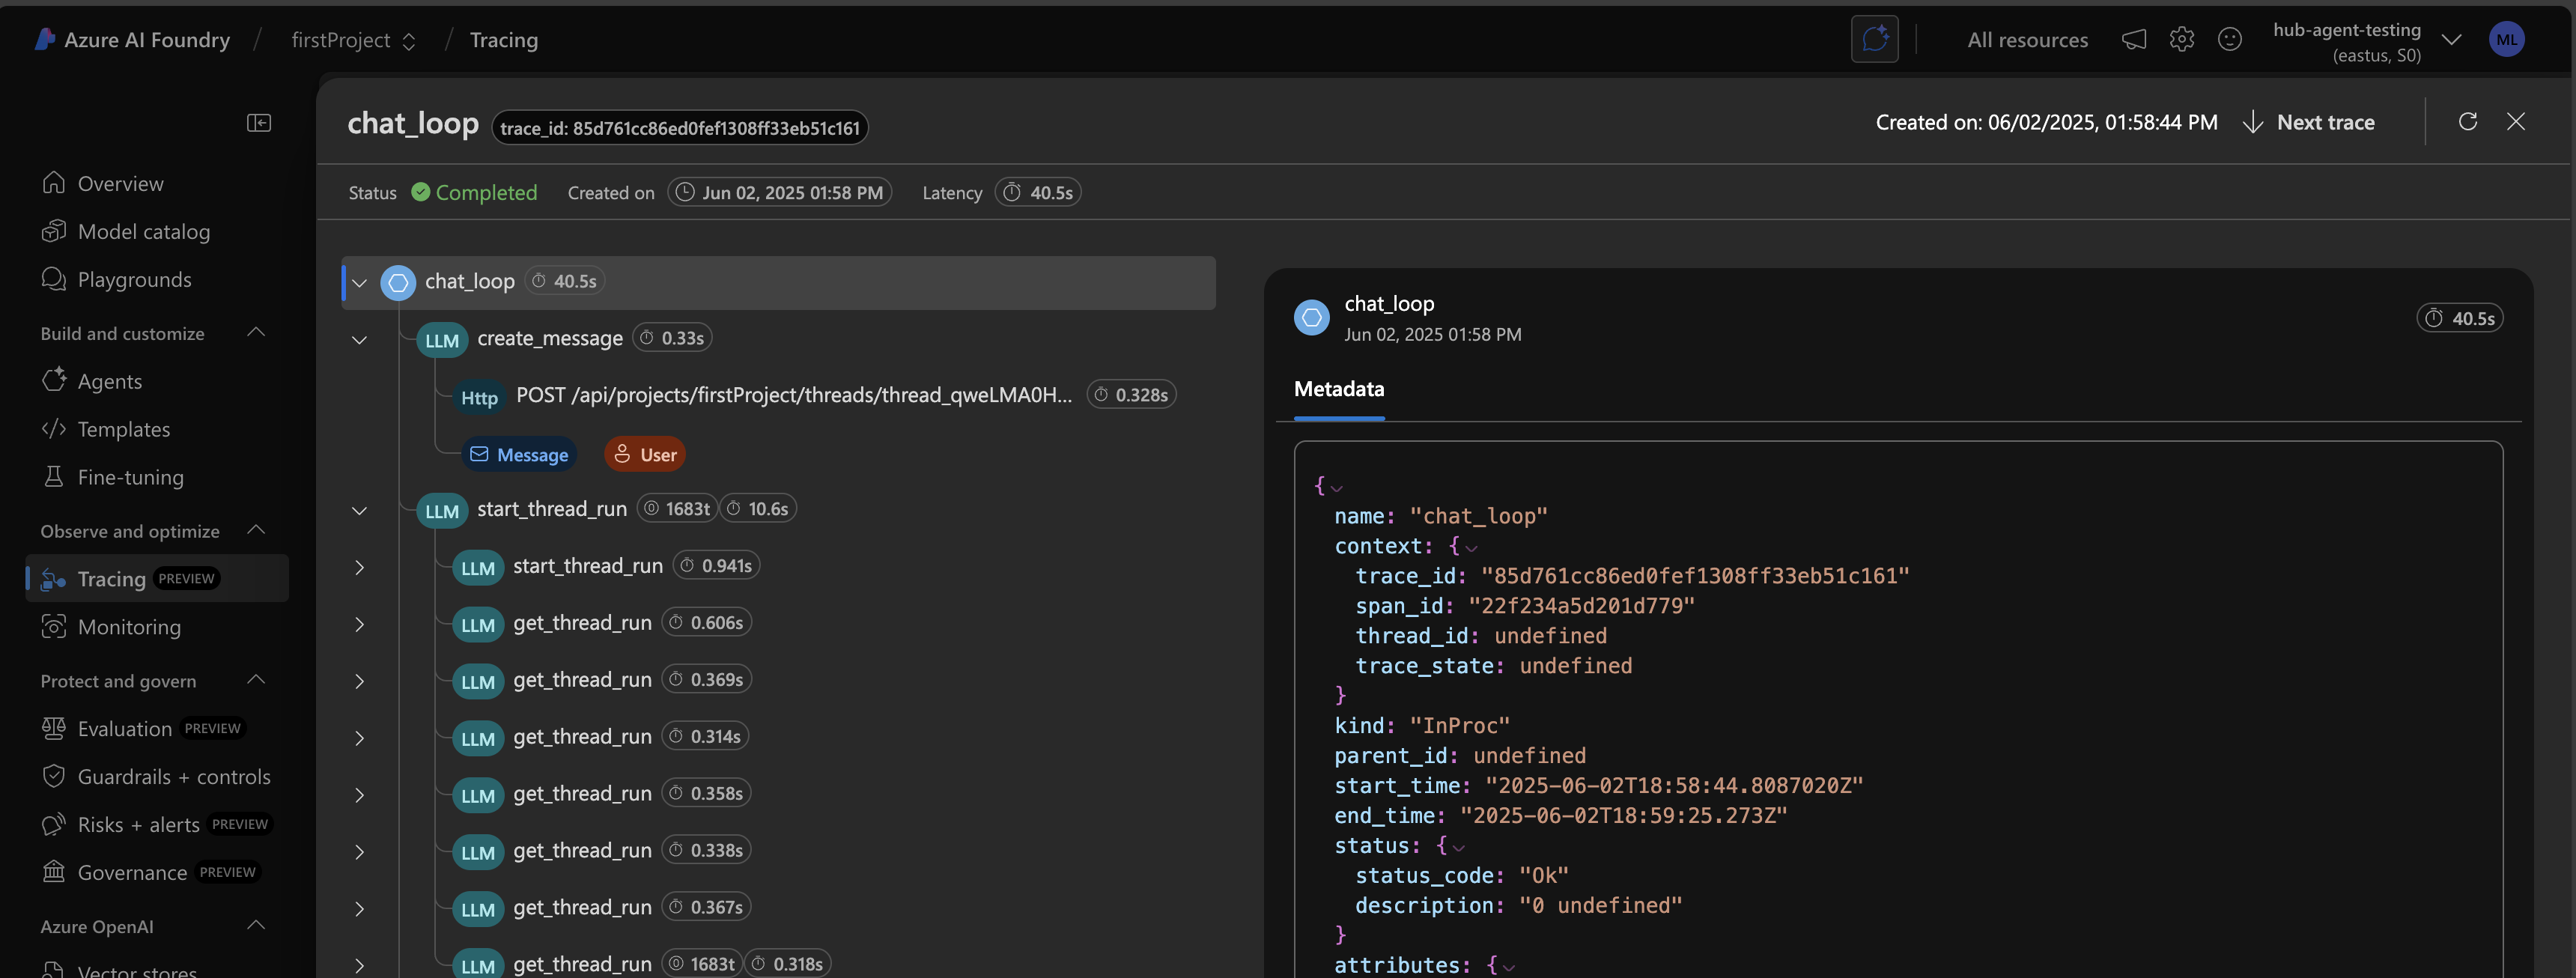 Azure AI Foundry / firstProject / Tracing
All resources
hub-agent-testing
(eastus, S0)
ML
Overview
Model catalog
Playgrounds
Build and customize
Agents
Templates
Fine-tuning
Observe and optimize
Tracing PREVIEW
Monitoring
Protect and govern
Evaluation PREVIEW
Guardrails + controls
Risks + alerts PREVIEW
Governance PREVIEW
Azure OpenAI
Vector stores
chat_loop trace_id: 85d761cc86ed0fef1308ff33eb51c161
Created on: 06/02/2025, 01:58:44 PM Next trace
Status Completed Created on Jun 02, 2025 01:58 PM Latency 40.5s
chat_loop 40.5s
LLM create_message 0.33s
Http POST /api/projects/firstProject/threads/thread_qweLMA0H... 0.328s
Message User
LLM start_thread_run 1683t 10.6s
LLM start_thread_run 0.941s
LLM get_thread_run 0.606s
LLM get_thread_run 0.369s
LLM get_thread_run 0.314s
LLM get_thread_run 0.358s
LLM get_thread_run 0.338s
LLM get_thread_run 0.367s
LLM get_thread_run 1683t 0.318s
chat_loop
Jun 02, 2025 01:58 PM
40.5s
Metadata
{
name: "chat_loop"
context: {
trace_id: "85d761cc86ed0fef1308ff33eb51c161"
span_id: "22f234a5d201d779"
thread_id: undefined
trace_state: undefined
}
kind: "InProc"
parent_id: undefined
start_time: "2025-06-02T18:58:44.8087020Z"
end_time: "2025-06-02T18:59:25.273Z"
status: {
status_code: "Ok"
description: "0 undefined"
}
attributes: {